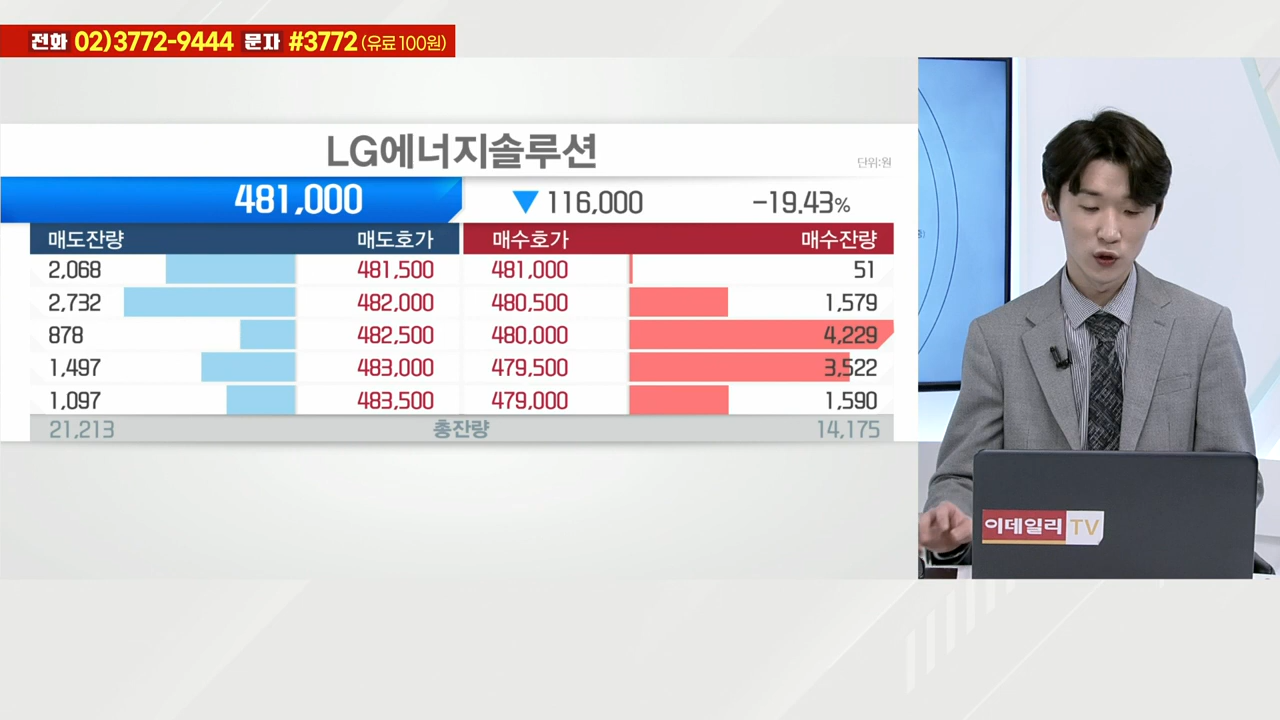 전화 02)3772-9444 문자 #3772 (유료 100원)
LG에너지솔루션
단위:원
481,000 ▼ 116,000 -19.43%
매도잔량 매도호가 매수호가 매수잔량
2,068 481,500 481,000 51
2,732 482,000 480,500 1,579
878 482,500 480,000 4,229
1,497 483,000 479,500 3,522
1,097 483,500 479,000 1,590
21,213 총잔량 14,175
이데일리 TV